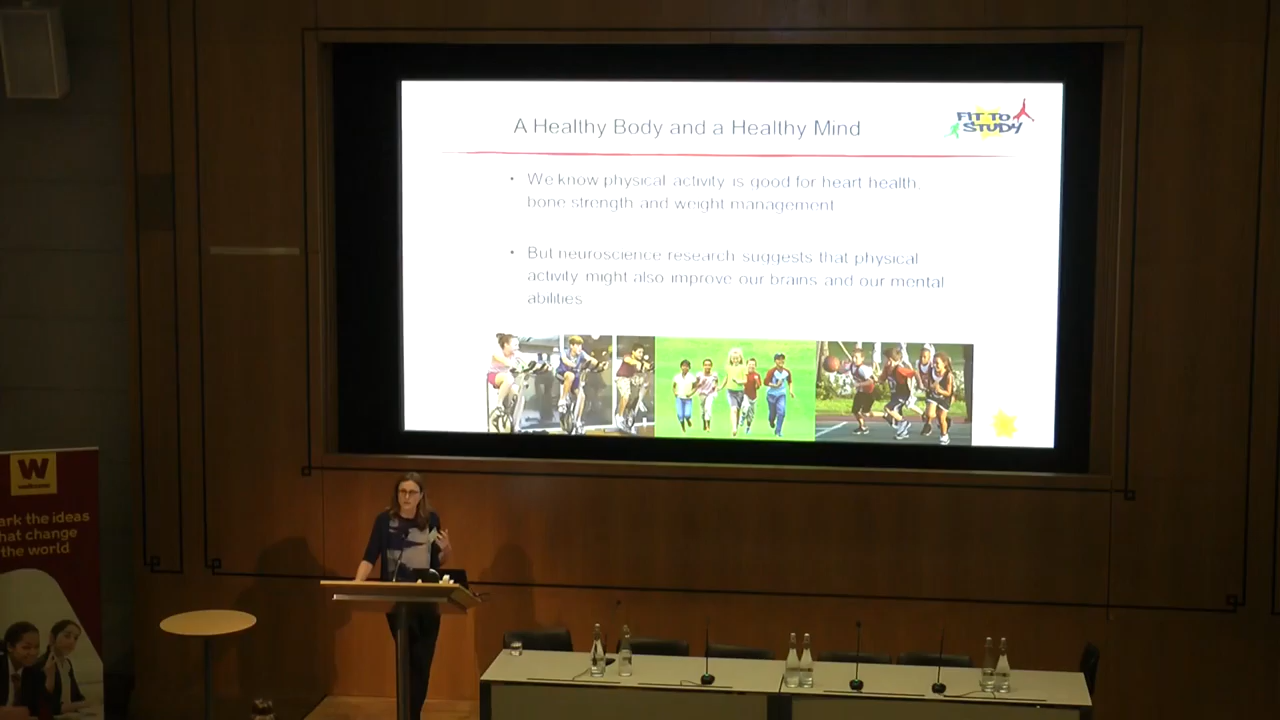 A Healthy Body and a Healthy Mind
FIT TO
STUDY
• We know physical activity is good for heart health,
bone strength and weight management
• But neuroscience research suggests that physical
activity might also improve our brains and our mental
abilities
W
wellcome
ark the ideas
hat change
the world